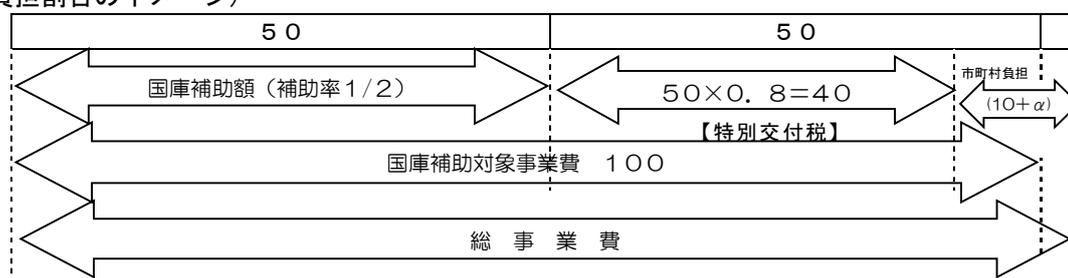 負担割合のイメージ）
５０ ５０
国庫補助額（補助率１/２） ５０×０．８＝４０ 市町村負担
（10＋α）
【特別交付税】
国庫補助対象事業費　１００
総　事　業　費